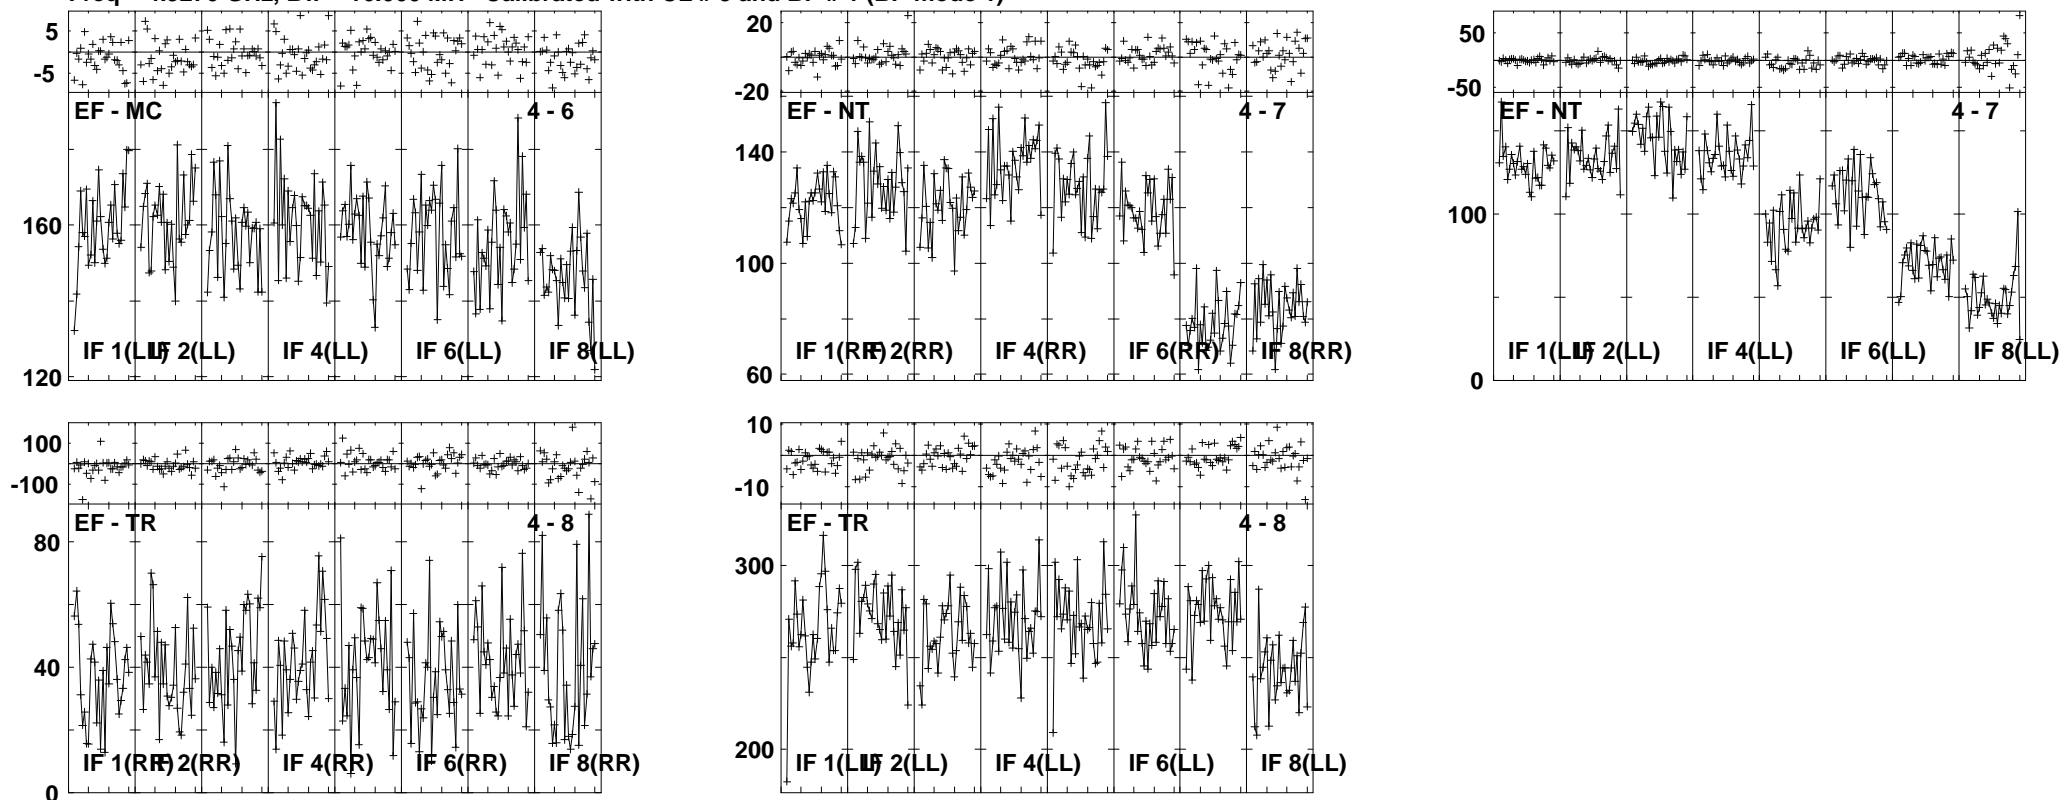 5
-5
EF - MC
4 - 6
160
120
IF 1(LL)
IF 2(LL)
IF 4(LL)
IF 6(LL)
IF 8(LL)
20
-20
EF - NT
4 - 7
140
100
60
IF 1(RR)
IF 2(RR)
IF 4(RR)
IF 6(RR)
IF 8(RR)
50
-50
EF - NT
4 - 7
100
0
IF 1(LL)
IF 2(LL)
IF 4(LL)
IF 6(LL)
IF 8(LL)
100
-100
EF - TR
4 - 8
80
40
0
IF 1(RR)
IF 2(RR)
IF 4(RR)
IF 6(RR)
IF 8(RR)
10
-10
EF - TR
4 - 8
300
200
IF 1(LL)
IF 2(LL)
IF 4(LL)
IF 6(LL)
IF 8(LL)